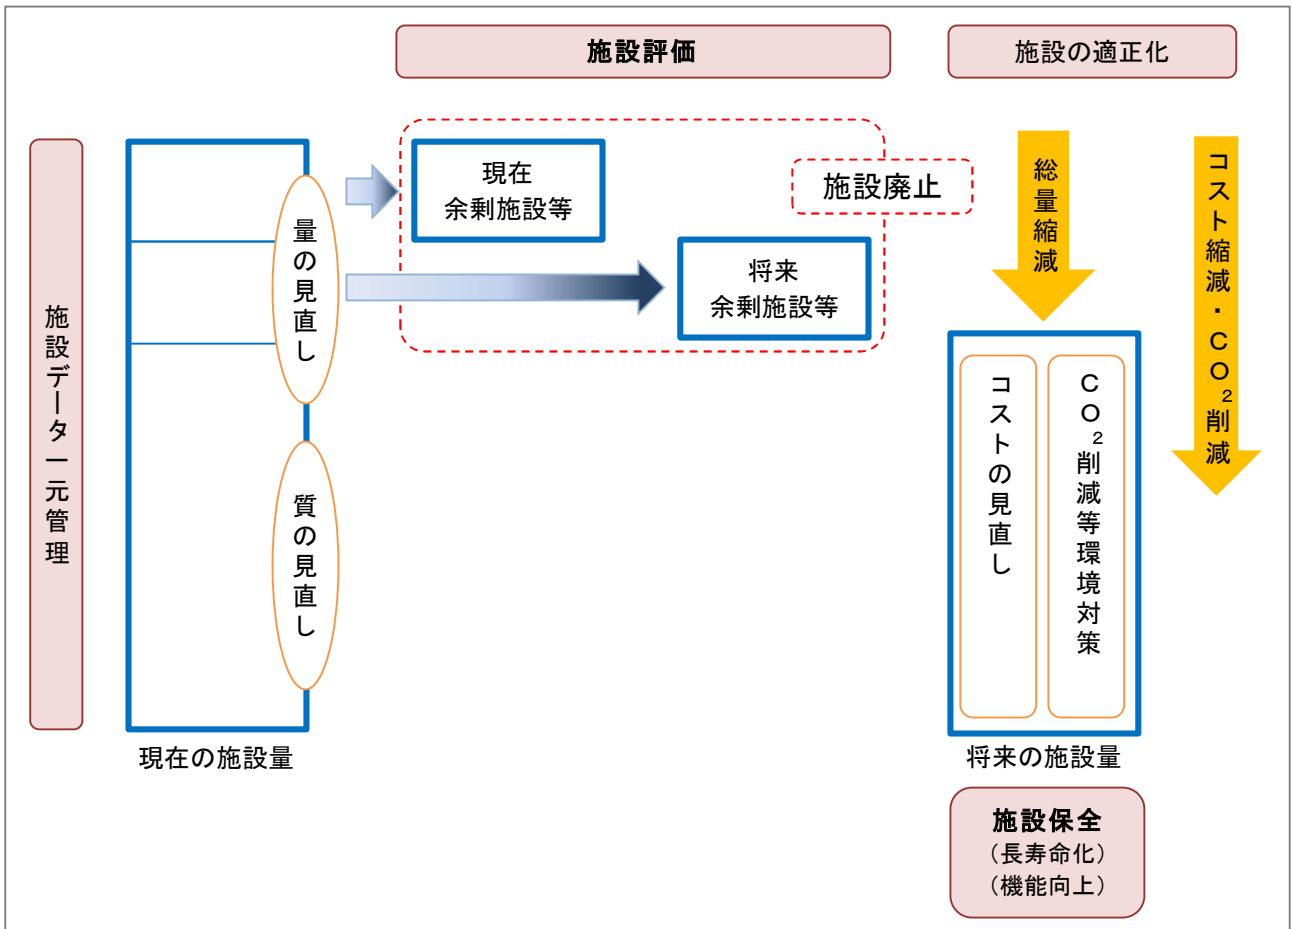 施設評価
施設の適正化
施設データ一元管理
量の見直し
質の見直し
現在の施設量
現在
余剰施設等
将来
余剰施設等
施設廃止
総量縮減
コスト縮減・ＣＯ２削減
コストの見直し
ＣＯ２削減等環境対策
将来の施設量
施設保全
（長寿命化）
（機能向上）